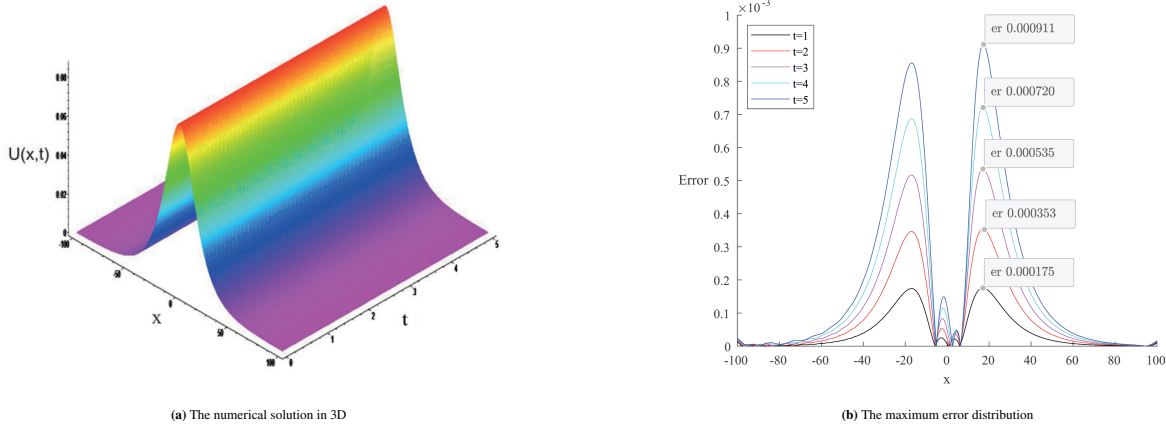 0.08
0.06
U(x,t)
0.04
0.02
0
-100
-50
0
50
100
x
0
1
2
3
4
5
t
(a) The numerical solution in 3D
×10⁻³
1
0.9
0.8
0.7
0.6
Error 0.5
0.4
0.3
0.2
0.1
0
t=1
t=2
t=3
t=4
t=5
er 0.000911
er 0.000720
er 0.000535
er 0.000353
er 0.000175
-100 -80 -60 -40 -20 0 20 40 60 80 100
x
(b) The maximum error distribution